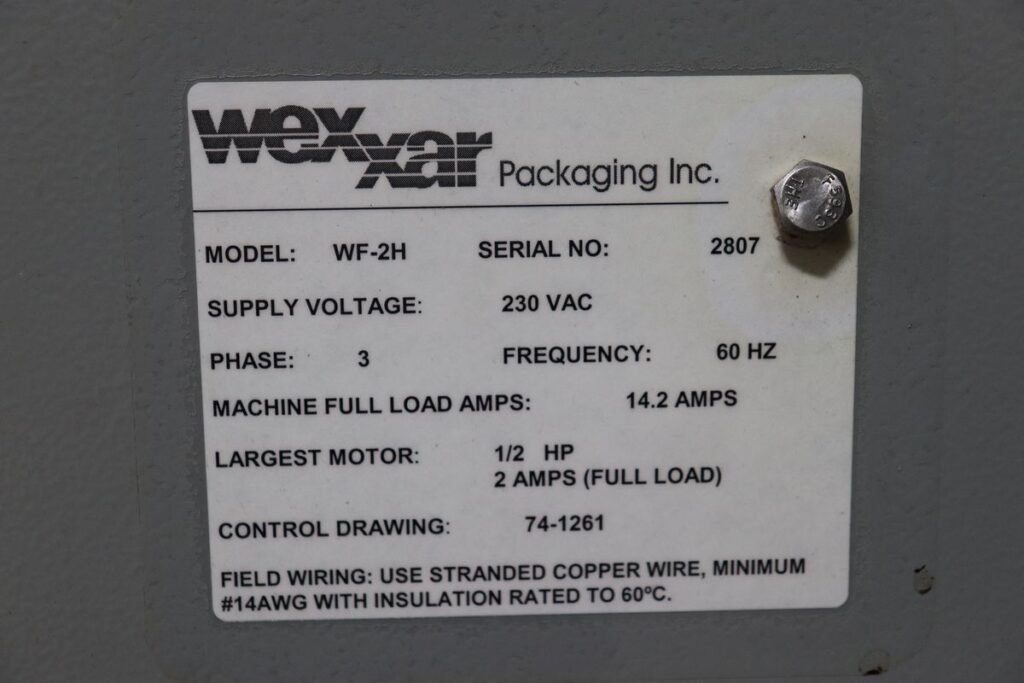 wexxar Packaging Inc.
MODEL: WF-2H SERIAL NO: 2807
SUPPLY VOLTAGE: 230 VAC
PHASE: 3 FREQUENCY: 60 HZ
MACHINE FULL LOAD AMPS: 14.2 AMPS
LARGEST MOTOR: 1/2 HP
2 AMPS (FULL LOAD)
CONTROL DRAWING: 74-1261
FIELD WIRING: USE STRANDED COPPER WIRE, MINIMUM
#14AWG WITH INSULATION RATED TO 60ºC.
THE